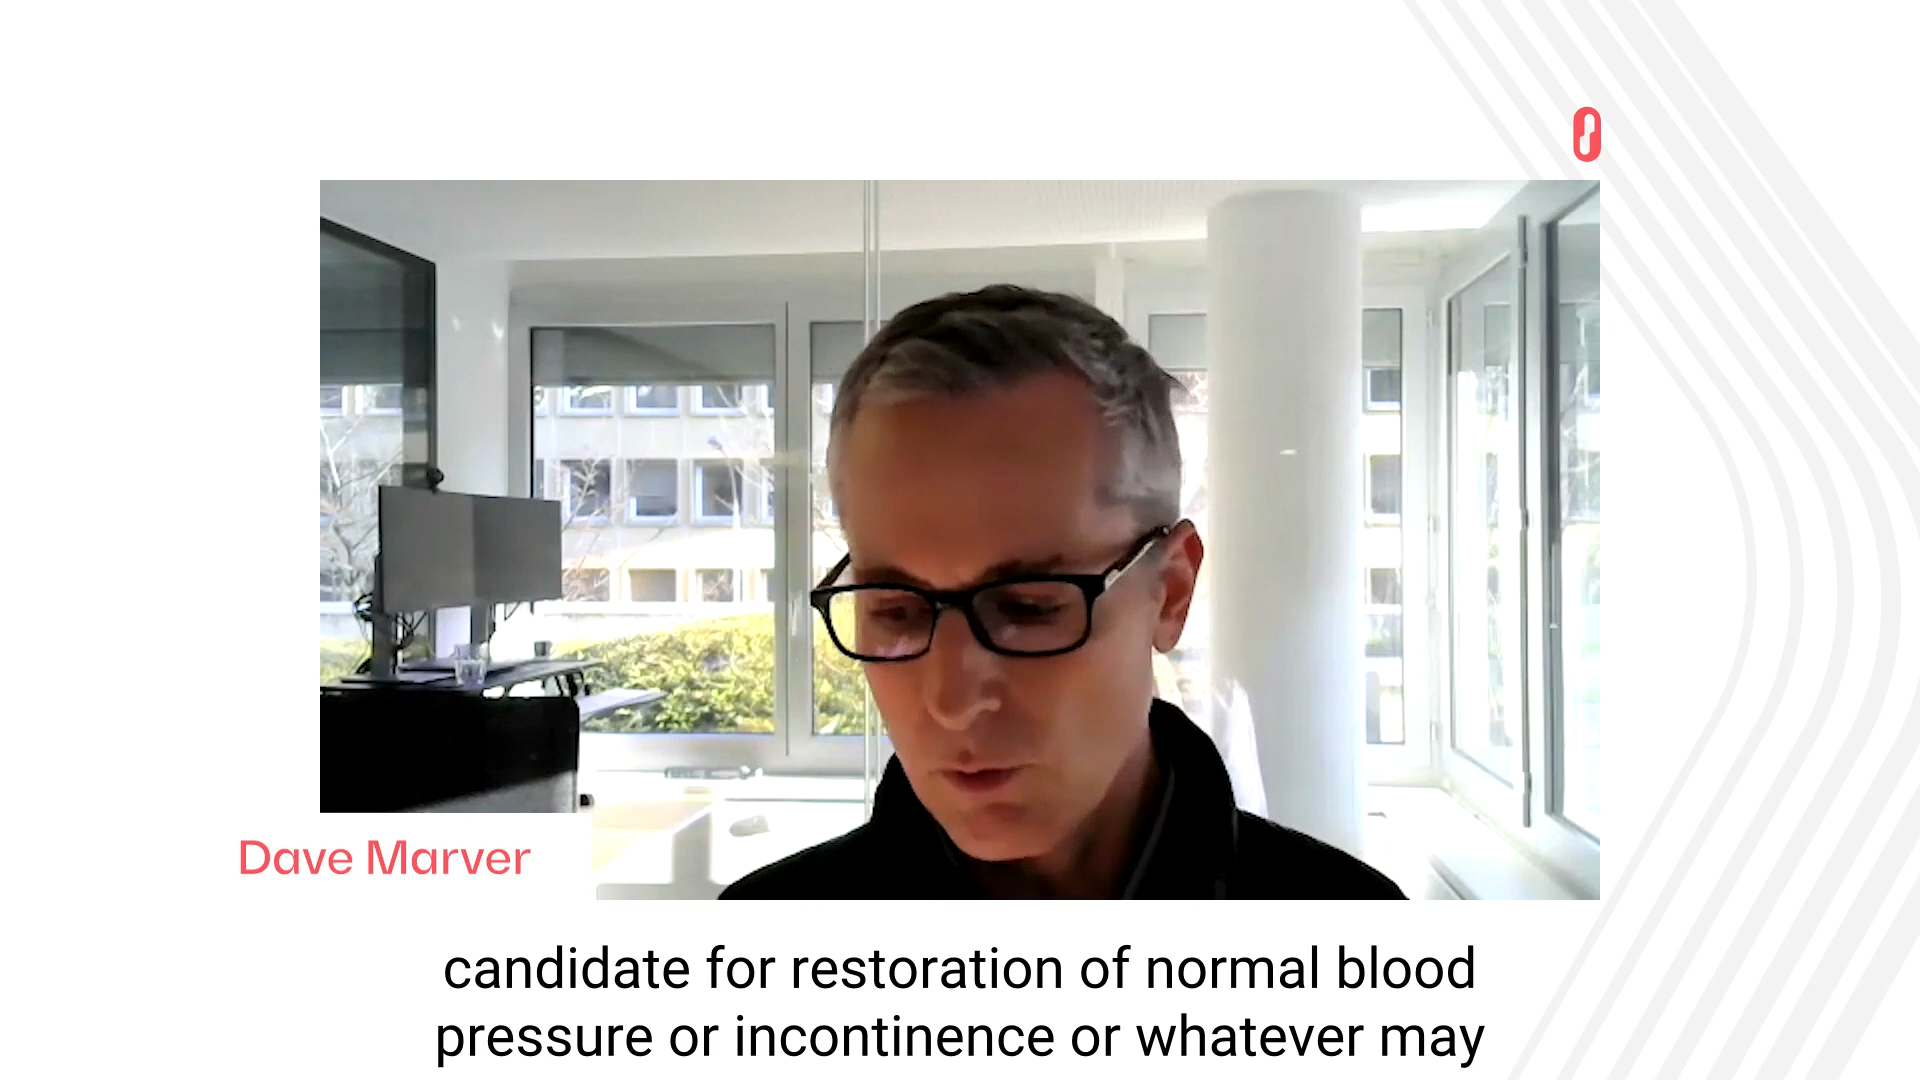 Dave Marver
candidate for restoration of normal blood
pressure or incontinence or whatever may